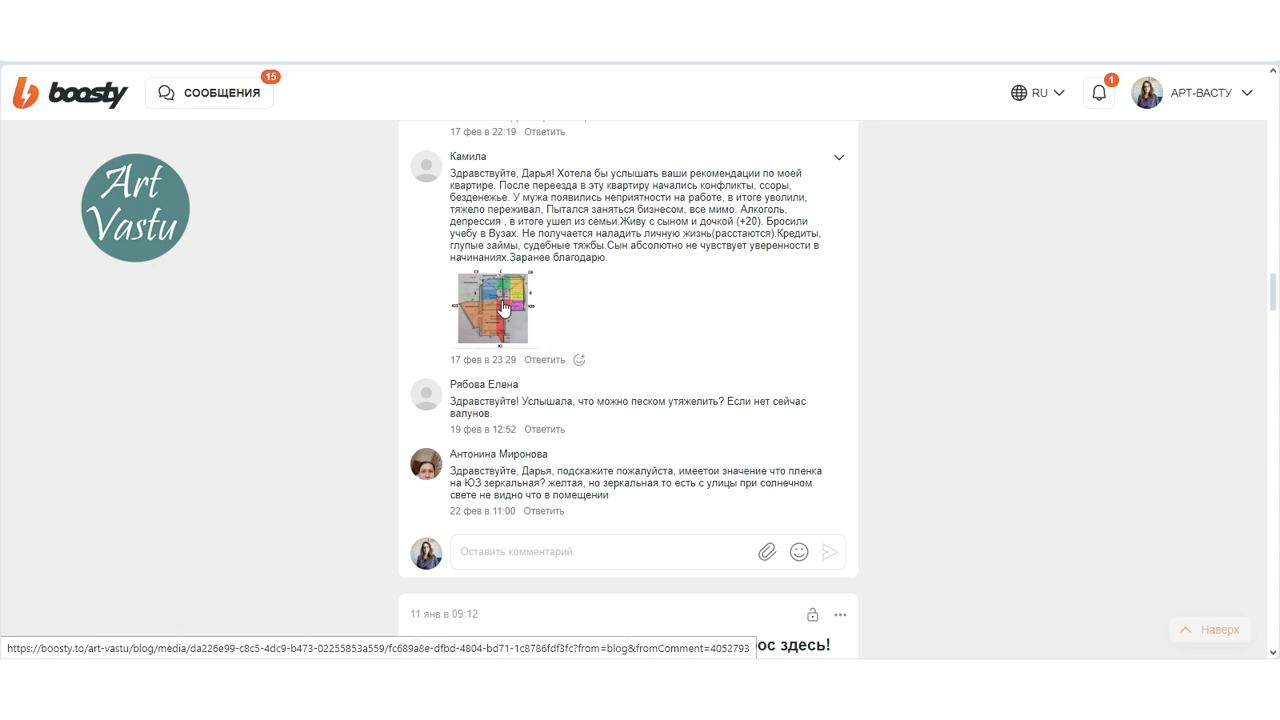 boosty
СООБЩЕНИЯ
15
RU
1
АРТ-ВАСТУ
Art
Vastu
17 фев в 22:19 Ответить
Камила
Здравствуйте, Дарья! Хотела бы услышать ваши рекомендации по моей
квартире. После переезда в эту квартиру начались конфликты, ссоры,
безденежье. У мужа появились неприятности на работе, в итоге уволили,
тяжело переживал, Пытался заняться бизнесом, все мимо. Алкоголь,
депрессия , в итоге ушел из семьи.Живу с сыном и дочкой (+20). Бросили
учебу в Вузах. Не получается наладить личную жизнь(расстаются).Кредиты,
глупые займы, судебные тяжбы.Сын абсолютно не чувствует уверенности в
начинаниях.Заранее благодарю.
17 фев в 23:29 Ответить
Рябова Елена
Здравствуйте! Услышала, что можно песком утяжелить? Если нет сейчас
валунов.
19 фев в 12:52 Ответить
Антонина Миронова
Здравствуйте, Дарья, подскажите пожалуйста, имеетои значение что пленка
на ЮЗ зеркальная? желтая, но зеркальная.то есть с улицы при солнечном
свете не видно что в помещении
22 фев в 11:00 Ответить
Оставить комментарий
11 янв в 09:12
ос здесь!
Наверх
https://boosty.to/art-vastu/blog/media/da226e99-c8c5-4dc9-b473-02255853a559/fc689a8e-dfbd-4804-bd71-1c8786fdf3fc?from=blog&fromComment=4052793